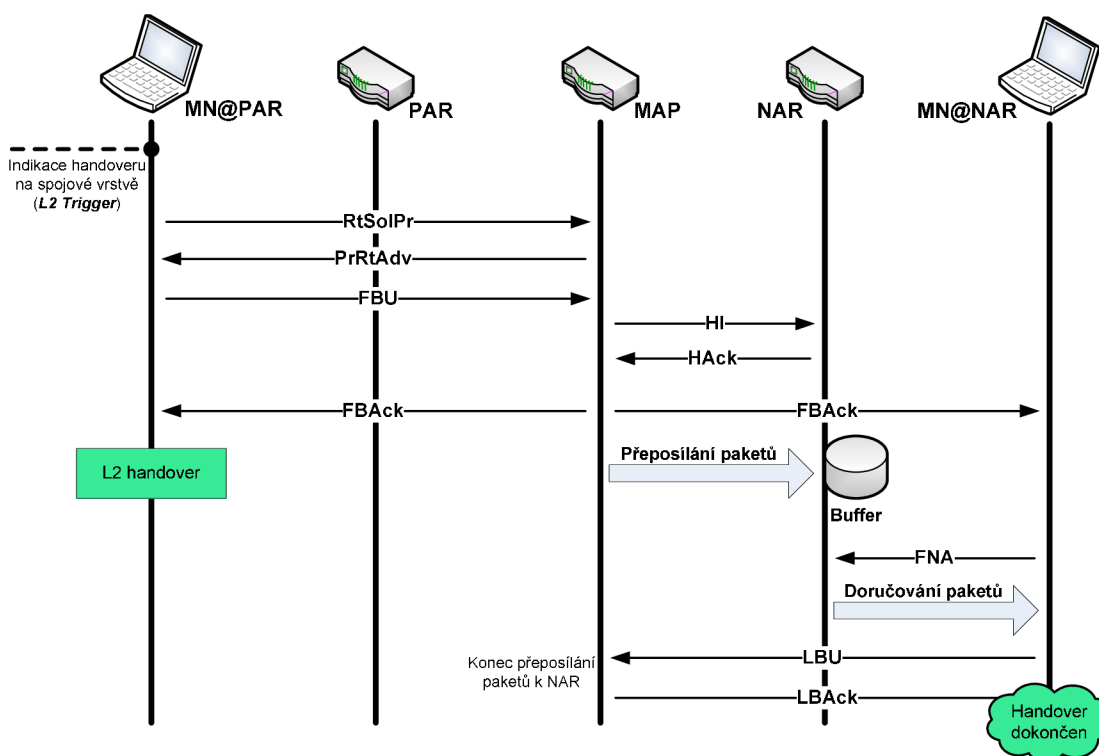 MN@PAR
PAR
MAP
NAR
MN@NAR
Indikace handoveru
na spojové vrstvě
(L2 Trigger)
RtSolPr
PrRtAdv
FBU
HI
HAck
FBAck
FBAck
L2 handover
Přeposílání paketů
Buffer
FNA
Doručování paketů
LBU
Konec přeposílání
paketů k NAR
LBAck
Handover
dokončen